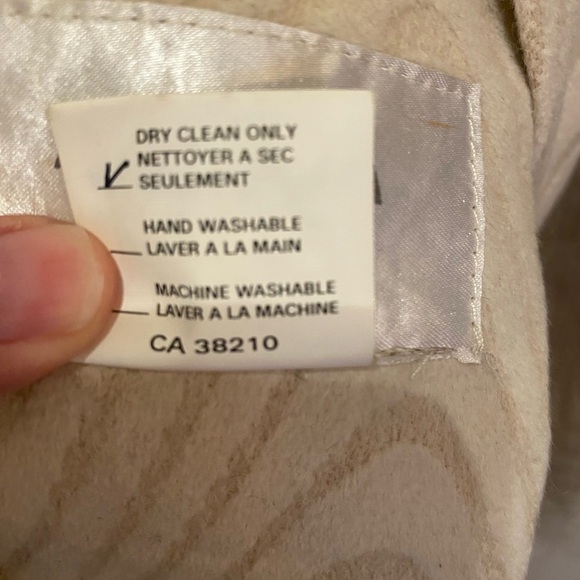 DRY CLEAN ONLY
NETTOYER A SEC
SEULEMENT
HAND WASHABLE
LAVER A LA MAIN
MACHINE WASHABLE
LAVER A LA MACHINE
CA 38210